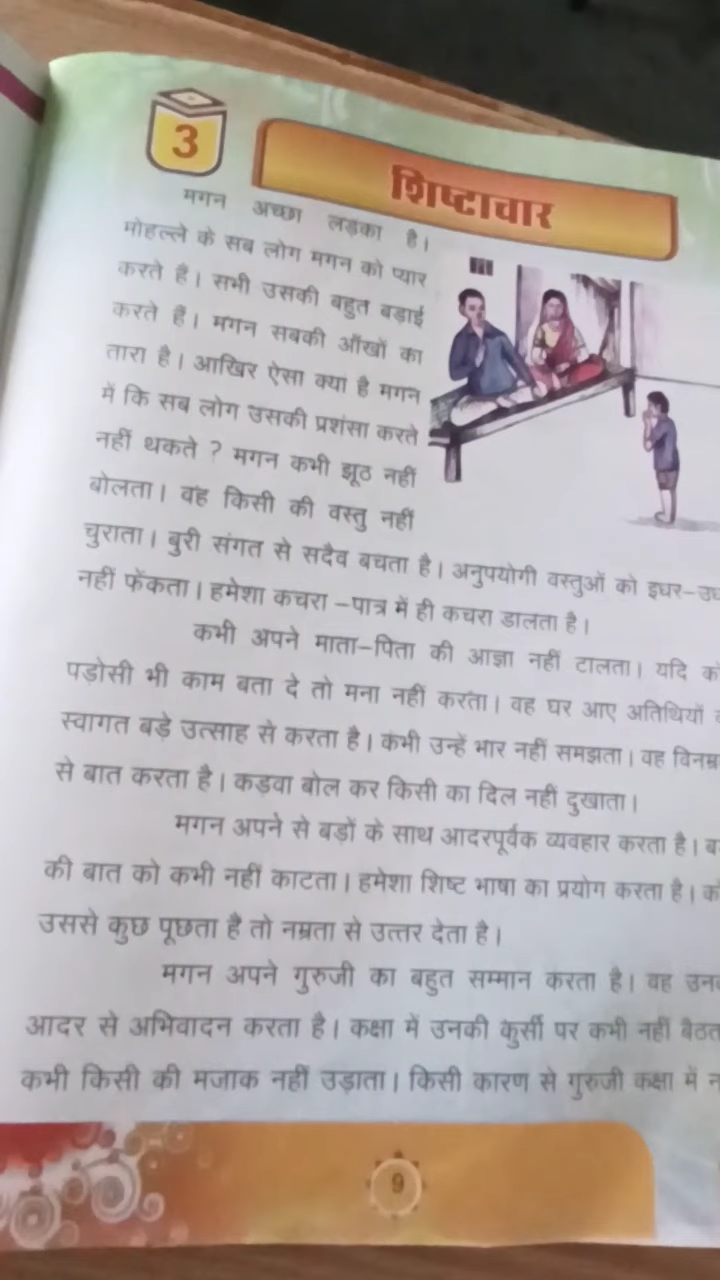 3
शिष्टाचार
मगन अच्छा लड़का है।
मोहल्ले के सब लोग मगन को प्यार
करते हैं। सभी उसकी बहुत बड़ाई
करते हैं। मगन सबकी आँखों का
तारा है। आखिर ऐसा क्या है मगन
में कि सब लोग उसकी प्रशंसा करते
नहीं थकते ? मगन कभी झूठ नहीं
बोलता। वह किसी की वस्तु नहीं
चुराता। बुरी संगत से सदैव बचता है। अनुपयोगी वस्तुओं को इधर-उध
नहीं फेंकता। हमेशा कचरा -पात्र में ही कचरा डालता है।
कभी अपने माता-पिता की आज्ञा नहीं टालता। यदि
पड़ोसी भी काम बता दे तो मना नहीं करता। वह घर आए अतिथियों
स्वागत बड़े उत्साह से करता है। कभी उन्हें भार नहीं समझता। वह विनम्र
से बात करता है। कड़वा बोल कर किसी का दिल नहीं दुखाता।
मगन अपने से बड़ों के साथ आदरपूर्वक व्यवहार करता है।
की बात को कभी नहीं काटता। हमेशा शिष्ट भाषा का प्रयोग करता है।
उससे कुछ पूछता है तो नम्रता से उत्तर देता है।
मगन अपने गुरुजी का बहुत सम्मान करता है। वह उन
आदर से अभिवादन करता है। कक्षा में उनकी कुर्सी पर कभी नहीं बैठत
कभी किसी की मजाक नहीं उड़ाता। किसी कारण से गुरुजी कक्षा में
9